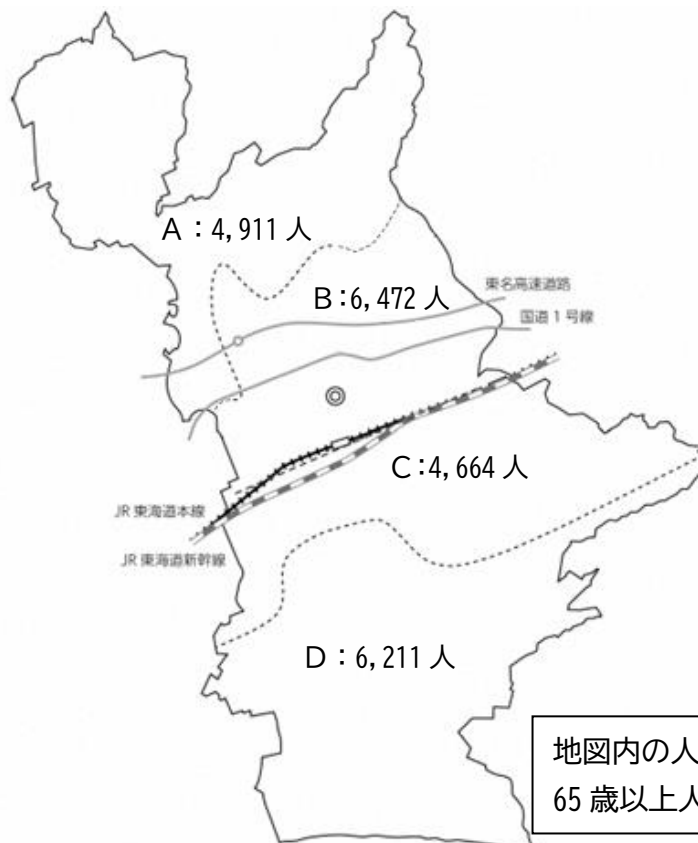 A：4,911 人
B：6,472 人
東名高速道路
国道 1 号線
C：4,664 人
JR 東海道本線
JR 東海道新幹線
D：6,211 人
地図内の人
65 歳以上人